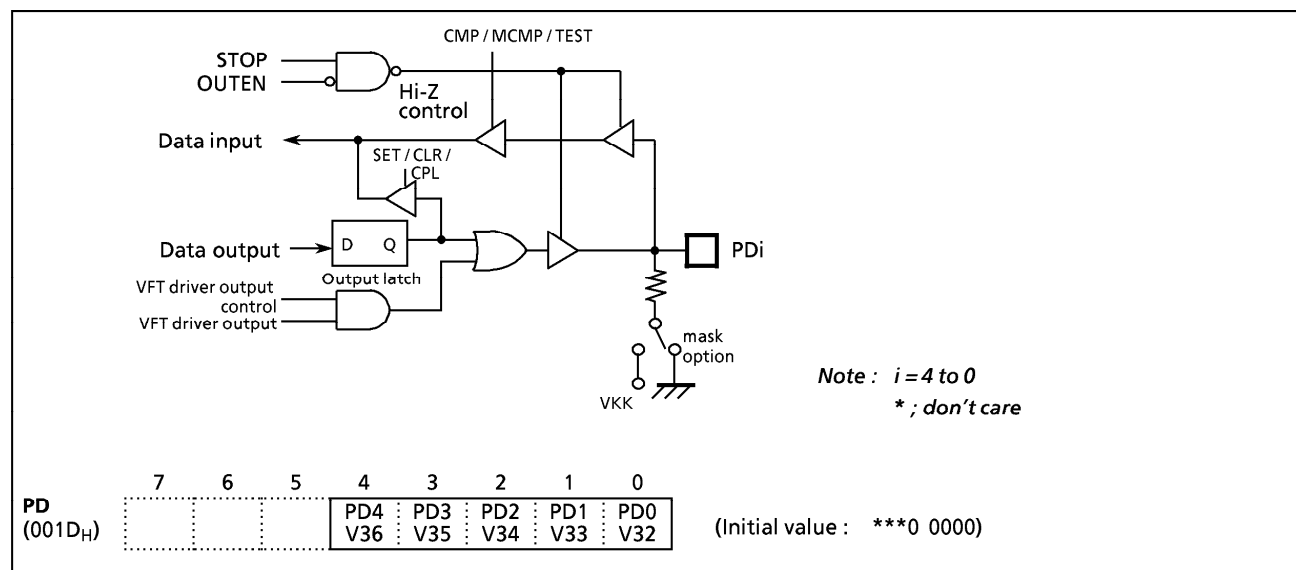 CMP / MCMP / TEST
STOP
OUTEN
Hi-Z
control
Data input
SET / CLR /
CPL
Data output
D Q
PDi
Output latch
VFT driver output
control
VFT driver output
mask
option
VKK
Note : i = 4 to 0
* ; don't care
7 6 5 4 3 2 1 0
PD
(001DH)
PD4 PD3 PD2 PD1 PD0
V36 V35 V34 V33 V32
(Initial value : ***0 0000)